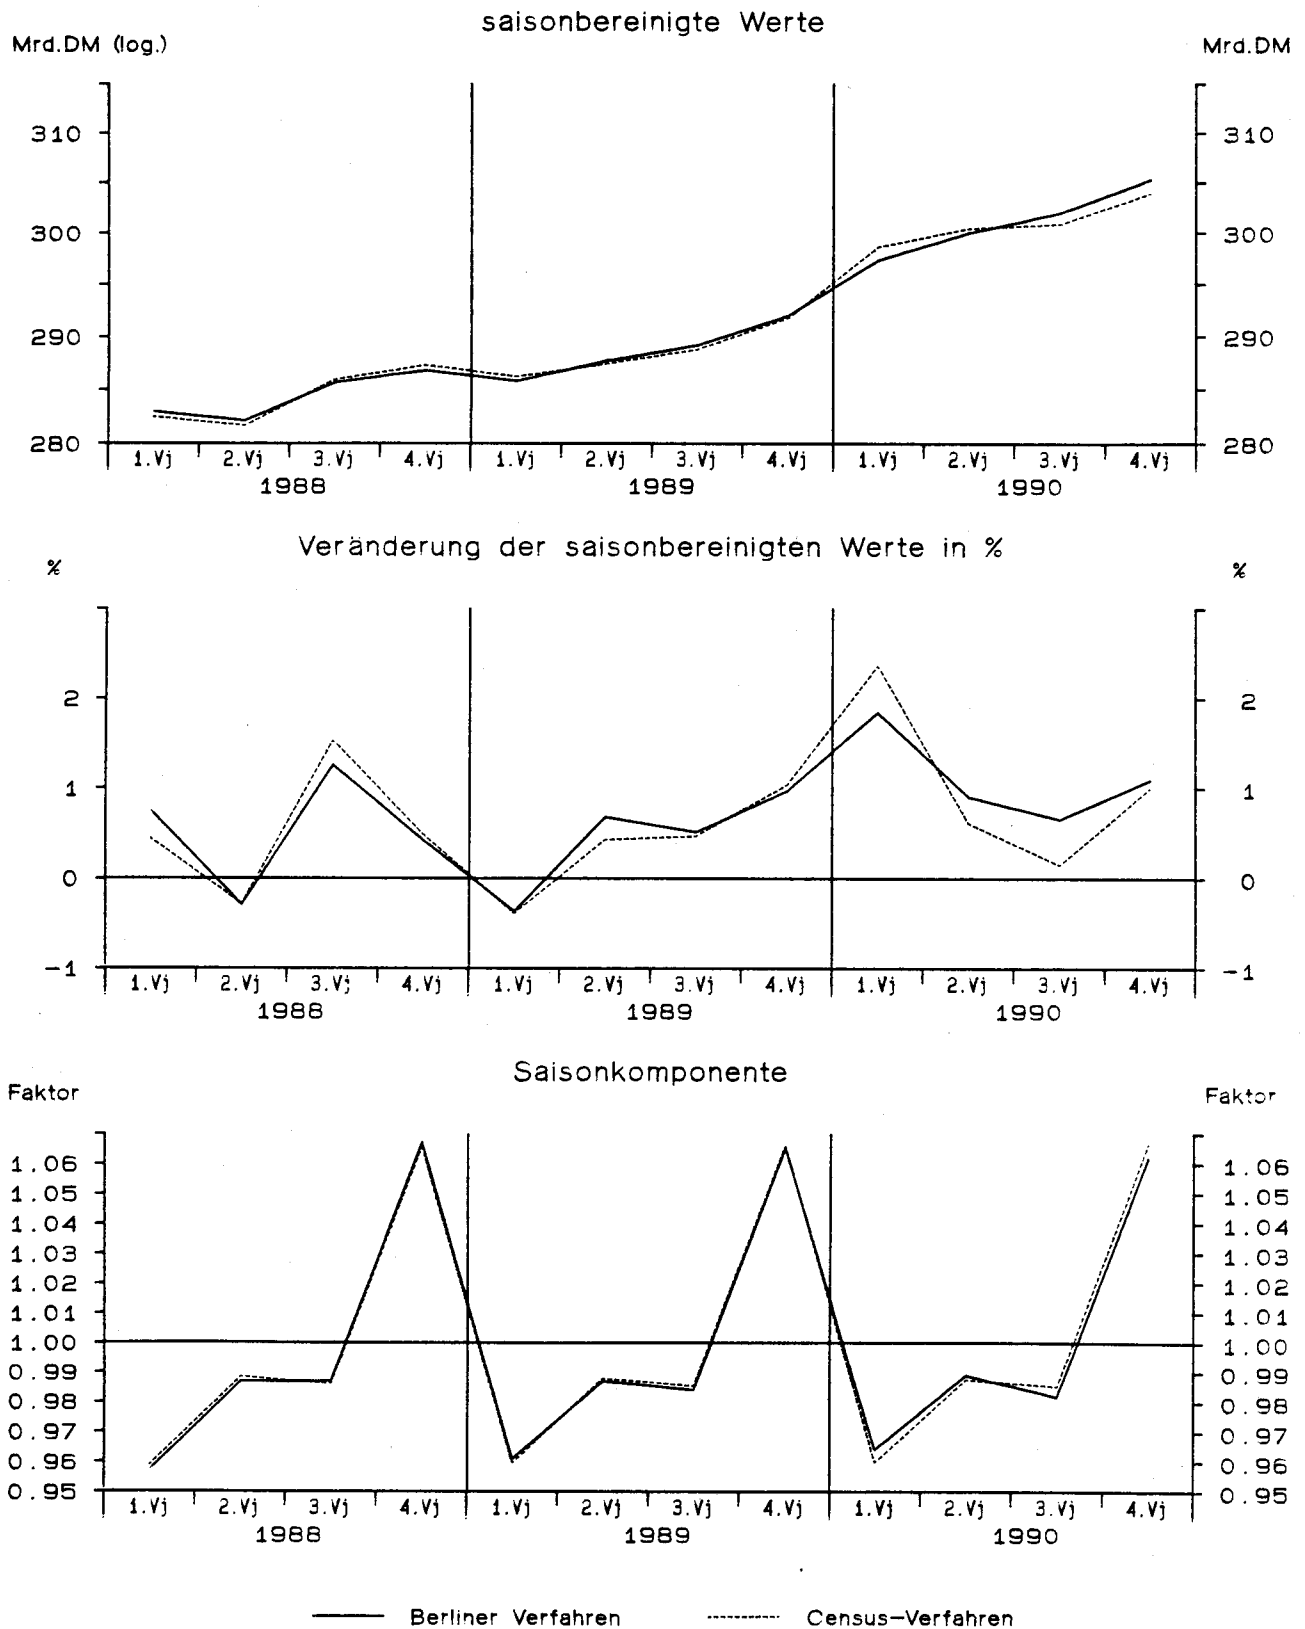 saisonbereinigte Werte
Mrd.DM (log.) Mrd.DM
310 310
300 300
290 290
280 280
1.Vj 2.Vj 3.Vj 4.Vj 1.Vj 2.Vj 3.Vj 4.Vj 1.Vj 2.Vj 3.Vj 4.Vj
1988 1989 1990
Veränderung der saisonbereinigten Werte in %
% %
2 2
1 1
0 0
-1 -1
1.Vj 2.Vj 3.Vj 4.Vj 1.Vj 2.Vj 3.Vj 4.Vj 1.Vj 2.Vj 3.Vj 4.Vj
1988 1989 1990
Saisonkomponente
Faktor Faktor
1.06 1.06
1.05 1.05
1.04 1.04
1.03 1.03
1.02 1.02
1.01 1.01
1.00 1.00
0.99 0.99
0.98 0.98
0.97 0.97
0.96 0.96
0.95 0.95
1.Vj 2.Vj 3.Vj 4.Vj 1.Vj 2.Vj 3.Vj 4.Vj 1.Vj 2.Vj 3.Vj 4.Vj
1988 1989 1990
Berliner Verfahren Census-Verfahren